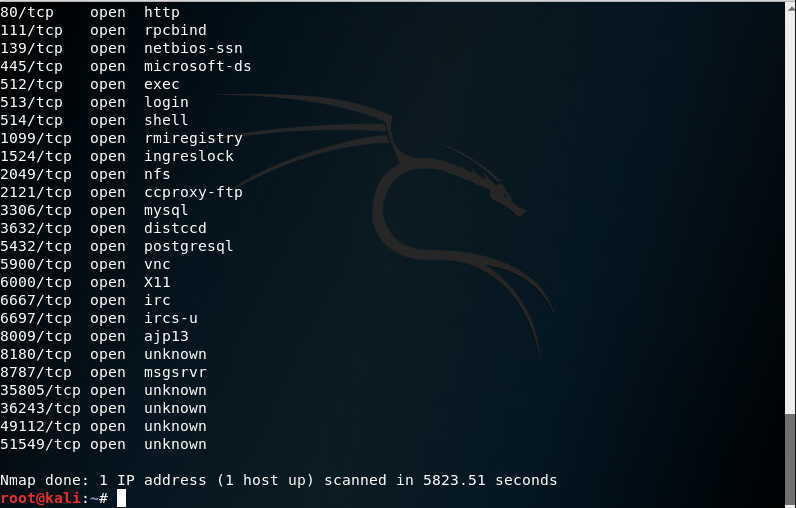 80/tcp    open  http
111/tcp   open  rpcbind
139/tcp   open  netbios-ssn
445/tcp   open  microsoft-ds
512/tcp   open  exec
513/tcp   open  login
514/tcp   open  shell
1099/tcp  open  rmiregistry
1524/tcp  open  ingreslock
2049/tcp  open  nfs
2121/tcp  open  ccproxy-ftp
3306/tcp  open  mysql
3632/tcp  open  distccd
5432/tcp  open  postgresql
5900/tcp  open  vnc
6000/tcp  open  X11
6667/tcp  open  irc
6697/tcp  open  ircs-u
8009/tcp  open  ajp13
8180/tcp  open  unknown
8787/tcp  open  msgsrvr
35805/tcp open  unknown
36243/tcp open  unknown
49112/tcp open  unknown
51549/tcp open  unknown
Nmap done: 1 IP address (1 host up) scanned in 5823.51 seconds
root@kali:~#